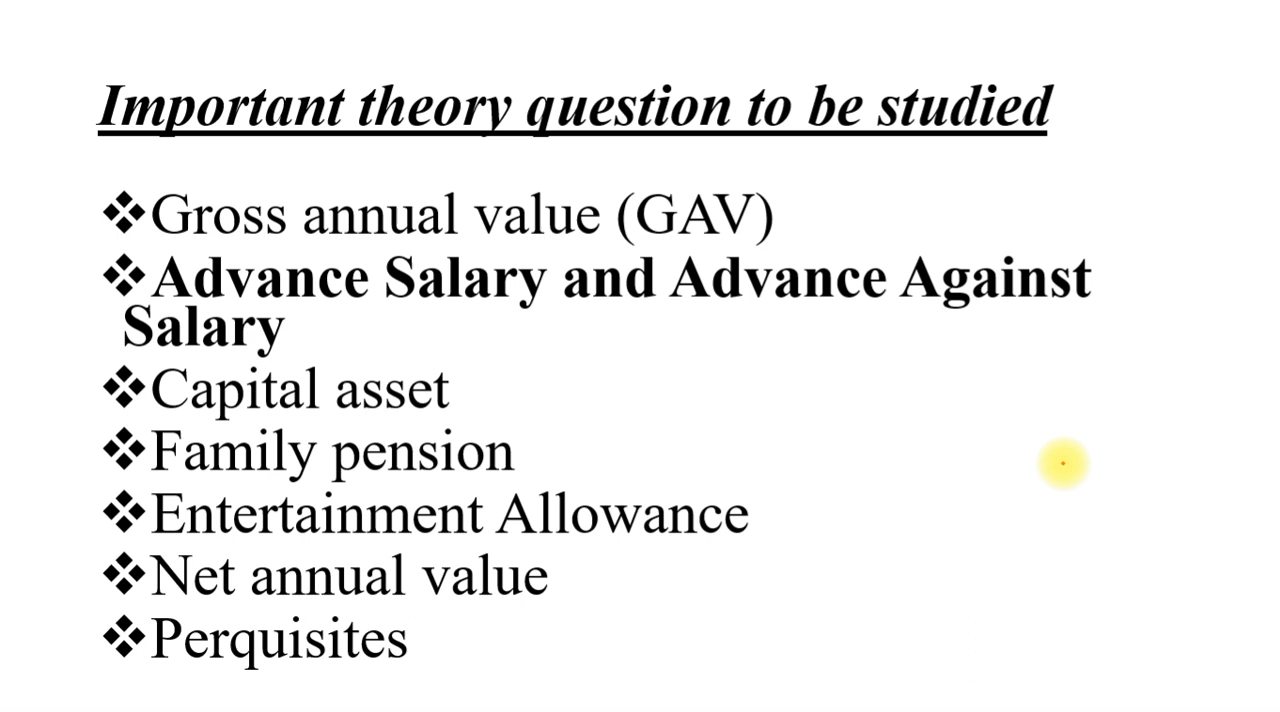 Important theory question to be studied
❖Gross annual value (GAV)
❖Advance Salary and Advance Against
Salary
❖Capital asset
❖Family pension
❖Entertainment Allowance
❖Net annual value
❖Perquisites